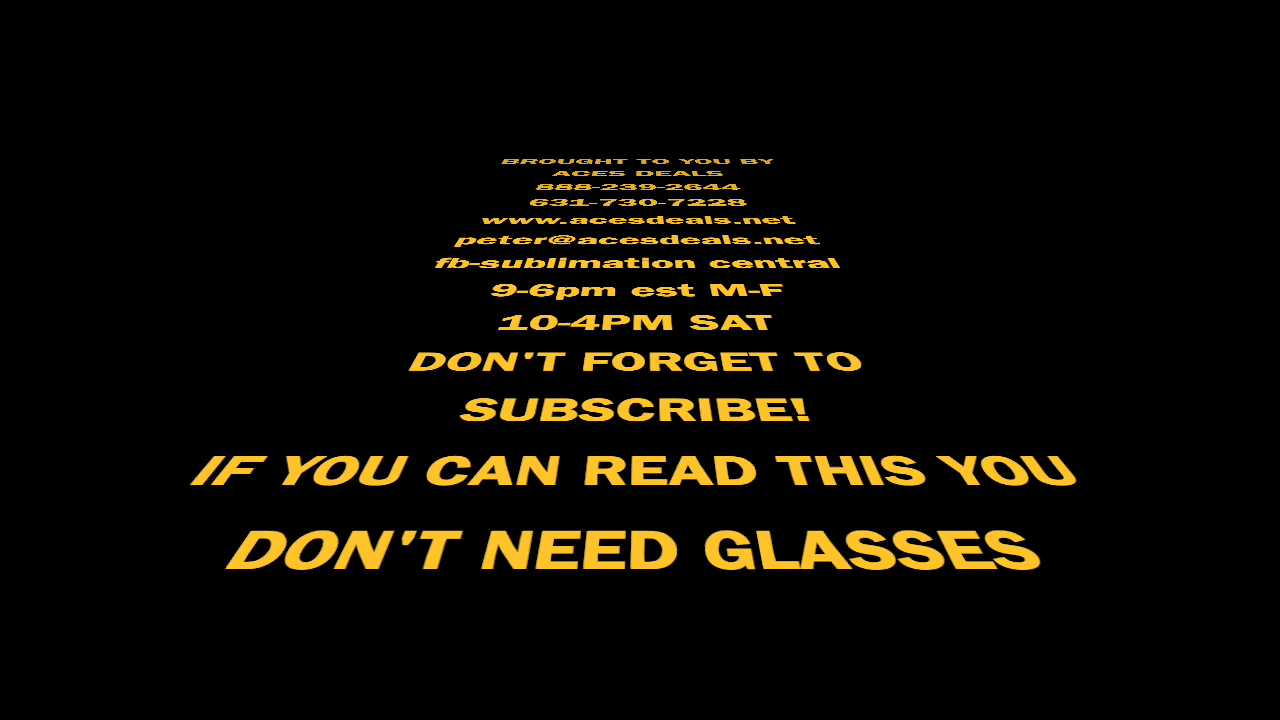 BROUGHT TO YOU BY
ACES DEALS
888-239-2644
631-730-7228
www.acesdeals.net
peter@acesdeals.net
fb-sublimation central
9-6pm est M-F
10-4PM SAT
DON'T FORGET TO
SUBSCRIBE!
IF YOU CAN READ THIS YOU
DON'T NEED GLASSES